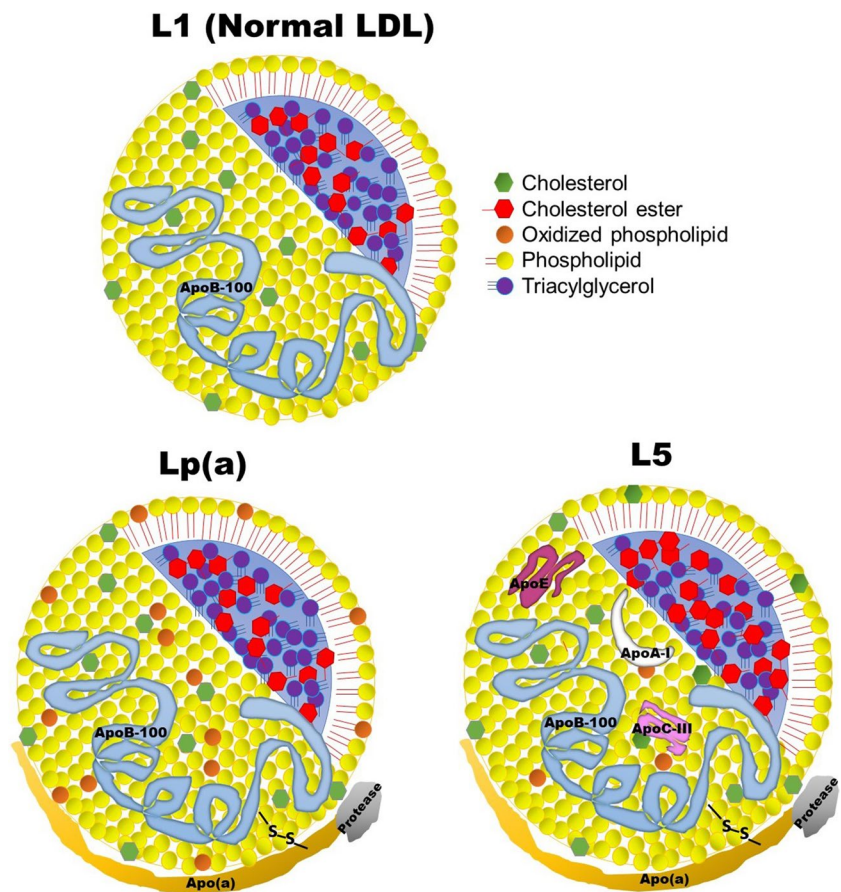 L1 (Normal LDL)
Cholesterol
Cholesterol ester
Oxidized phospholipid
Phospholipid
Triacylglycerol
ApoB-100
Lp(a)
ApoB-100
S-S
Protease
Apo(a)
L5
ApoE
ApoA-I
ApoB-100
ApoC-III
S-S
Protease
Apo(a)